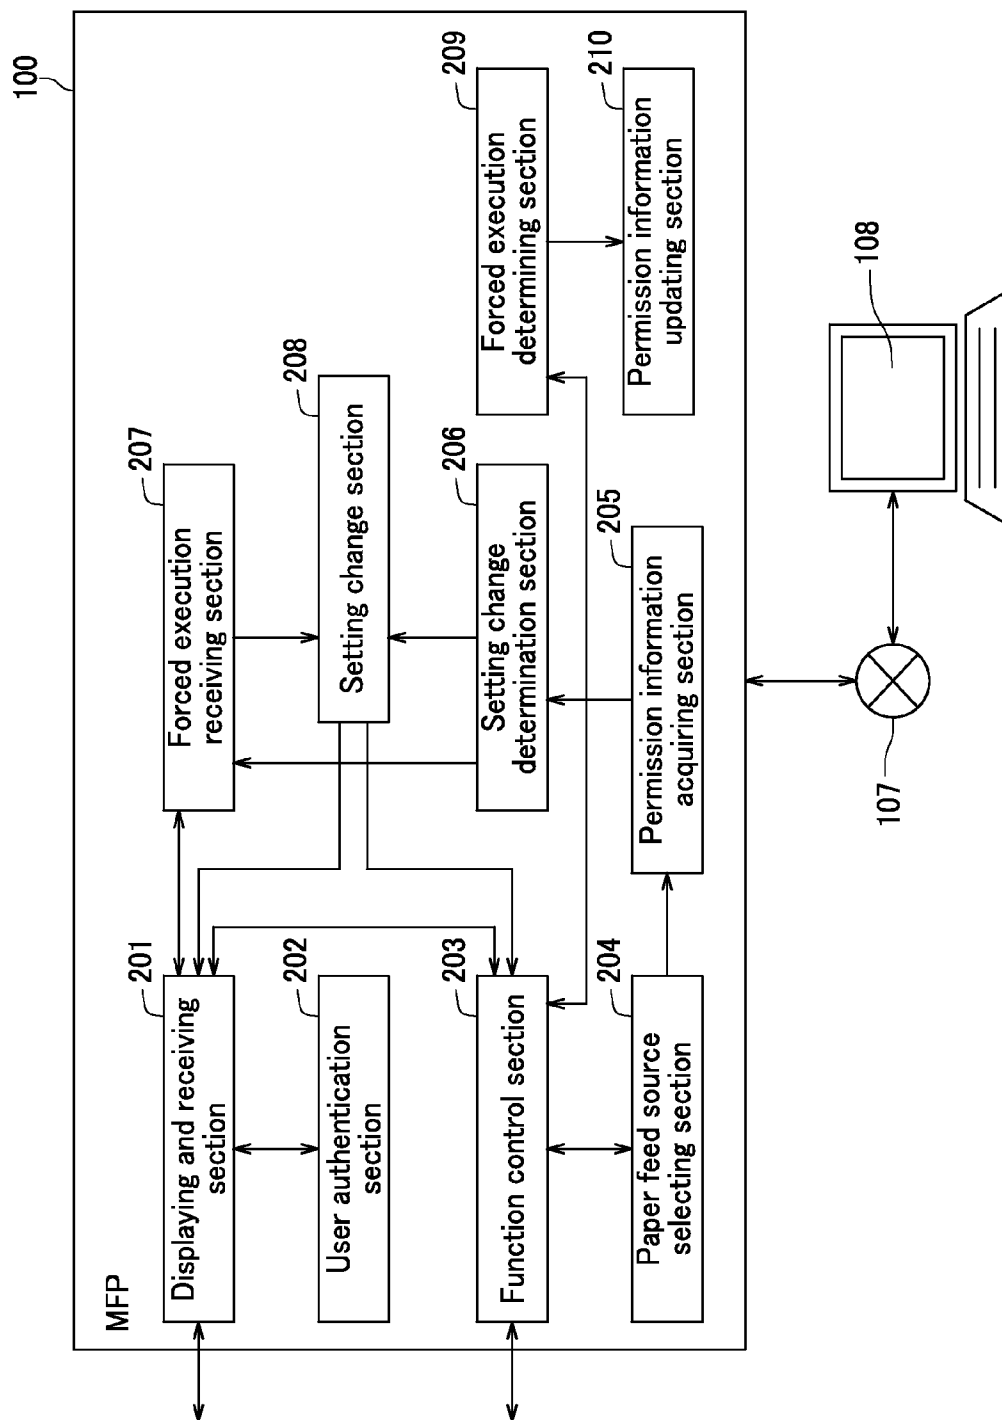 100
MFP
201
Displaying and receiving
section
202
User authentication
section
203
Function control section
204
Paper feed source
selecting section
207
Forced execution
receiving section
208
Setting change section
206
Setting change
determination section
205
Permission information
acquiring section
209
Forced execution
determining section
210
Permission information
updating section
107
108